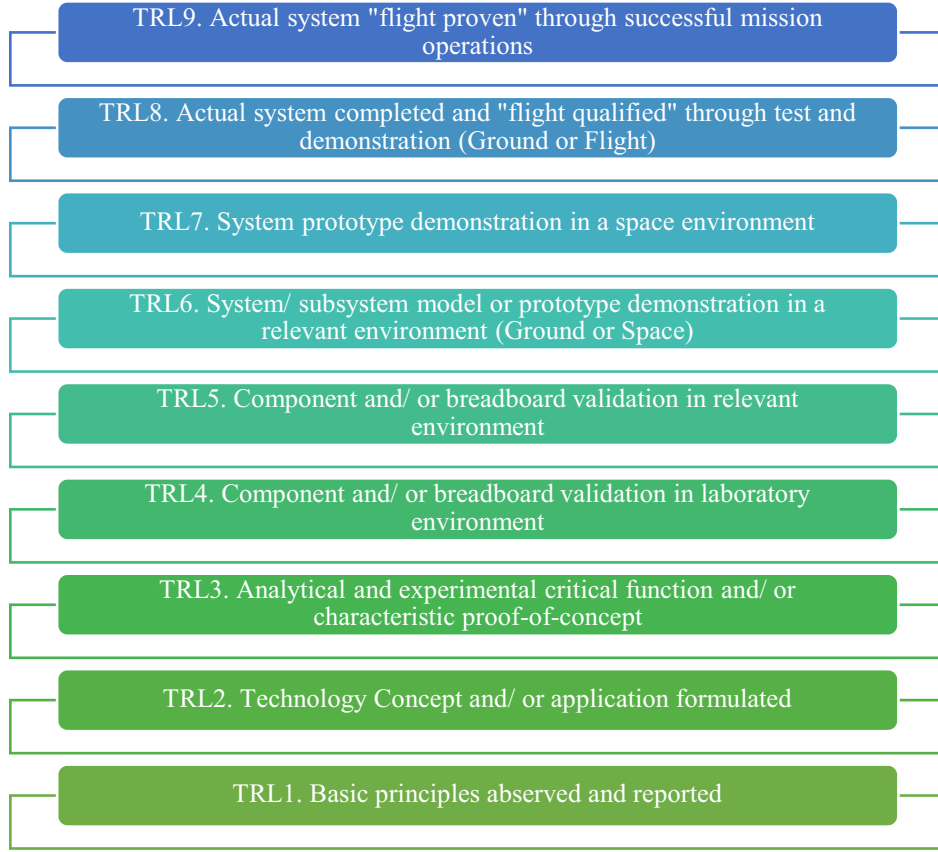 TRL9. Actual system "flight proven" through successful mission
operations
TRL8. Actual system completed and "flight qualified" through test and
demonstration (Ground or Flight)
TRL7. System prototype demonstration in a space environment
TRL6. System/ subsystem model or prototype demonstration in a
relevant environment (Ground or Space)
TRL5. Component and/ or breadboard validation in relevant
environment
TRL4. Component and/ or breadboard validation in laboratory
environment
TRL3. Analytical and experimental critical function and/ or
characteristic proof-of-concept
TRL2. Technology Concept and/ or application formulated
TRL1. Basic principles abserved and reported